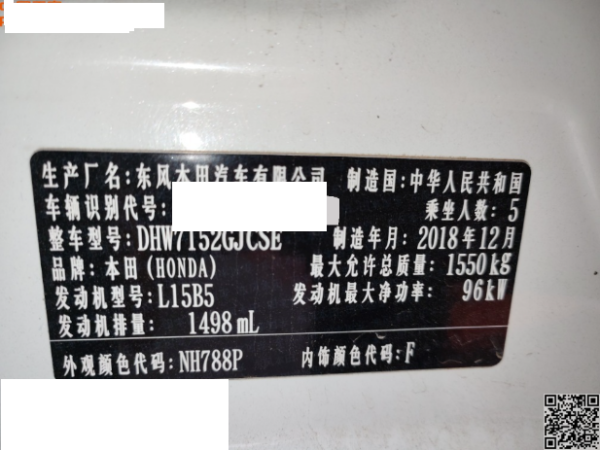 生产厂名:东风本田汽车有限公司 制造国:中华人民共和国
车辆识别代号: 乘坐人数:5
整车型号:DHW7152GJCSE 制造年月:2018年12月
品牌:本田(HONDA) 最大允许总质量:1550kg
发动机型号:L15B5 发动机最大净功率: 96kW
发动机排量: 1498mL
外观颜色代码:NH788P 内饰颜色代码:F